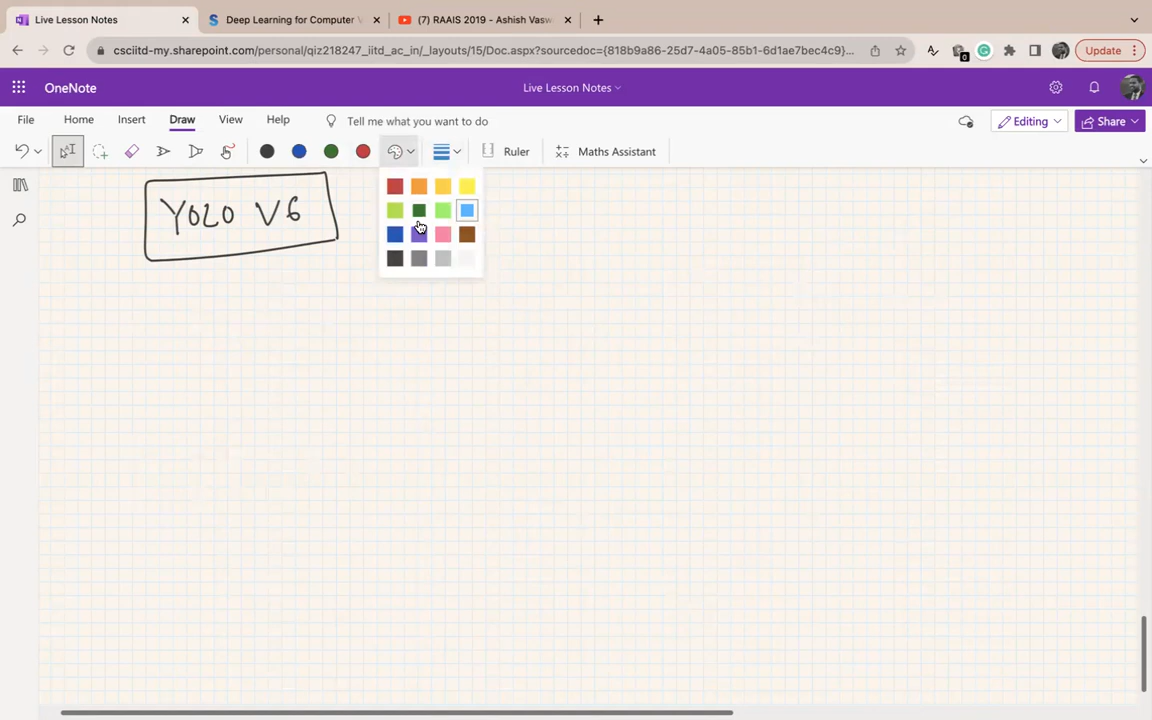 Live Lesson Notes
Deep Learning for Computer V
(7) RAAIS 2019 - Ashish Vasw
csciitd-my.sharepoint.com/personal/qiz218247_iitd_ac_in/_layouts/15/Doc.aspx?sourcedoc={818b9a86-25d7-4a05-85b1-6d1ae7bec4c9}...
0
Update
OneNote
Live Lesson Notes
File Home Insert Draw View Help Tell me what you want to do
Editing
Share
Ruler
Maths Assistant
YOLO V6